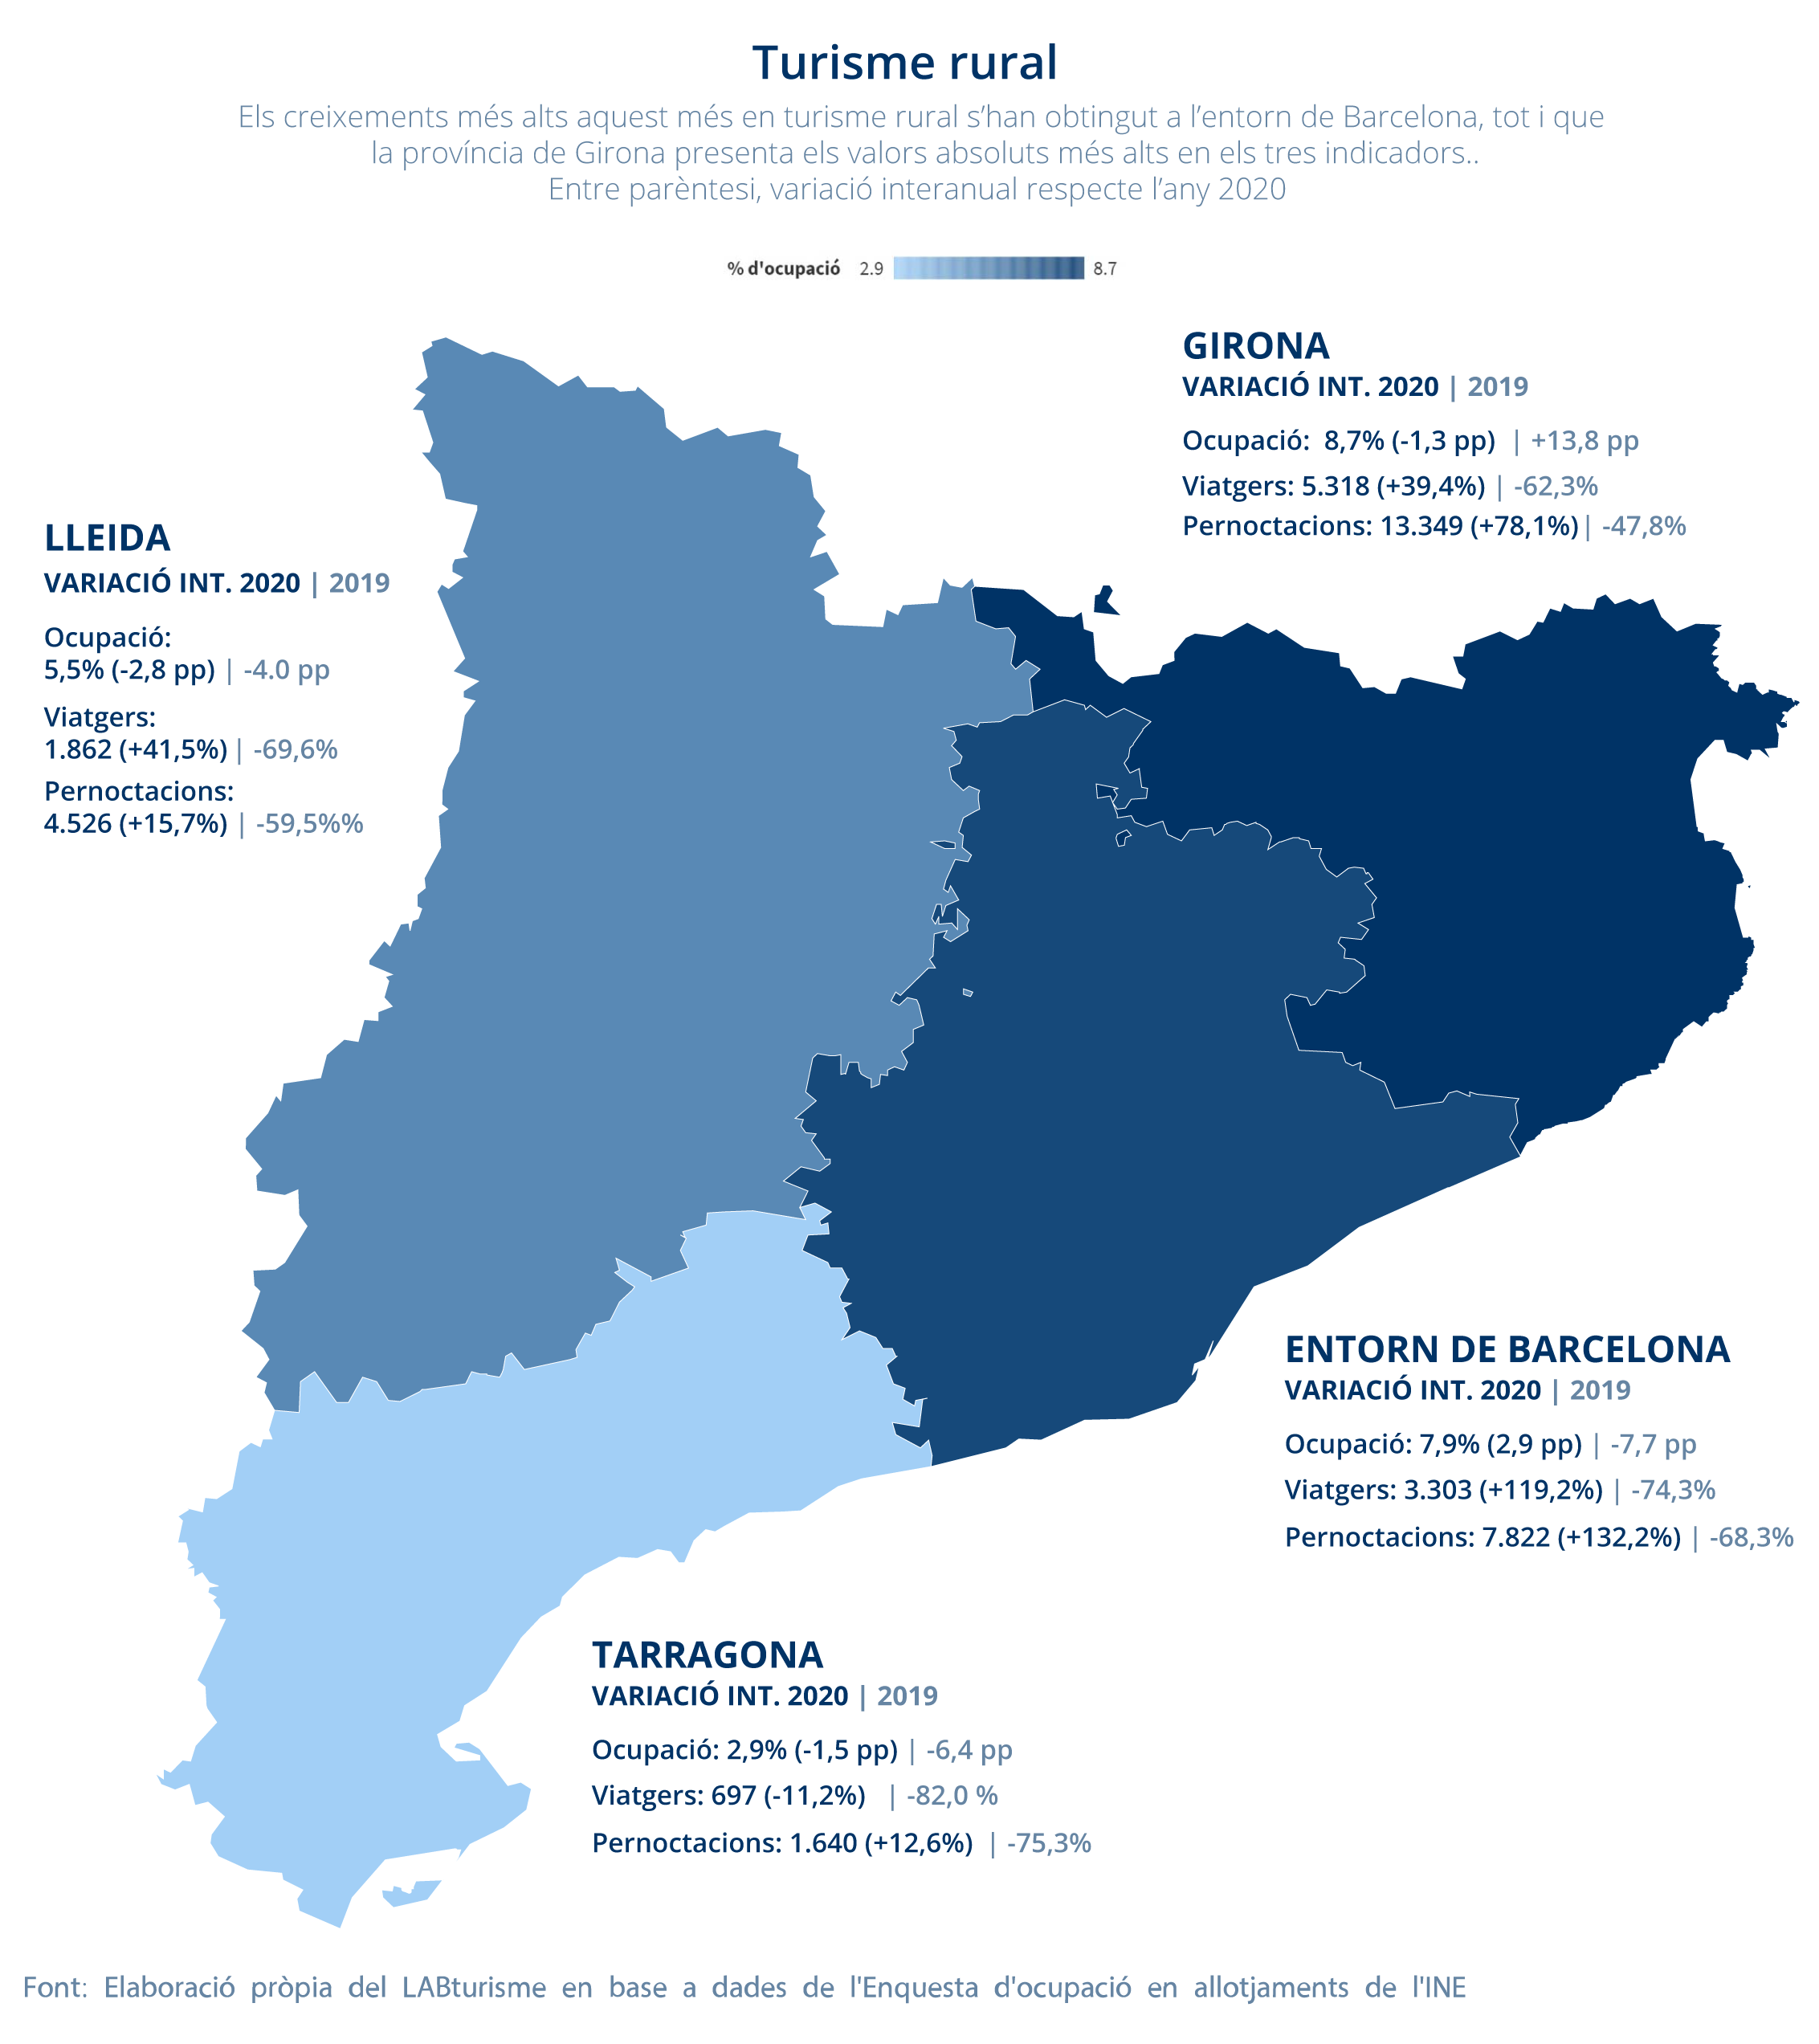 Turisme rural
Els creixements més alts aquest més en turisme rural s'han obtingut a l'entorn de Barcelona, tot i que
la província de Girona presenta els valors absoluts més alts en els tres indicadors..
Entre parèntesi, variació interanual respecte l'any 2020
% d'ocupació 2.9 8.7
GIRONA
VARIACIÓ INT. 2020 | 2019
Ocupació: 8,7% (-1,3 pp) | +13,8 pp
Viatgers: 5.318 (+39,4%) | -62,3%
Pernoctacions: 13.349 (+78,1%) | -47,8%
LLEIDA
VARIACIÓ INT. 2020 | 2019
Ocupació:
5,5% (-2,8 pp) | -4.0 pp
Viatgers:
1.862 (+41,5%) | -69,6%
Pernoctacions:
4.526 (+15,7%) | -59,5%%
ENTORN DE BARCELONA
VARIACIÓ INT. 2020 | 2019
Ocupació: 7,9% (2,9 pp) | -7,7 pp
Viatgers: 3.303 (+119,2%) | -74,3%
Pernoctacions: 7.822 (+132,2%) | -68,3%
TARRAGONA
VARIACIÓ INT. 2020 | 2019
Ocupació: 2,9% (-1,5 pp) | -6,4 pp
Viatgers: 697 (-11,2%) | -82,0 %
Pernoctacions: 1.640 (+12,6%) | -75,3%
Font: Elaboració pròpia del LABturisme en base a dades de l'Enquesta d'ocupació en allotjaments de l'INE